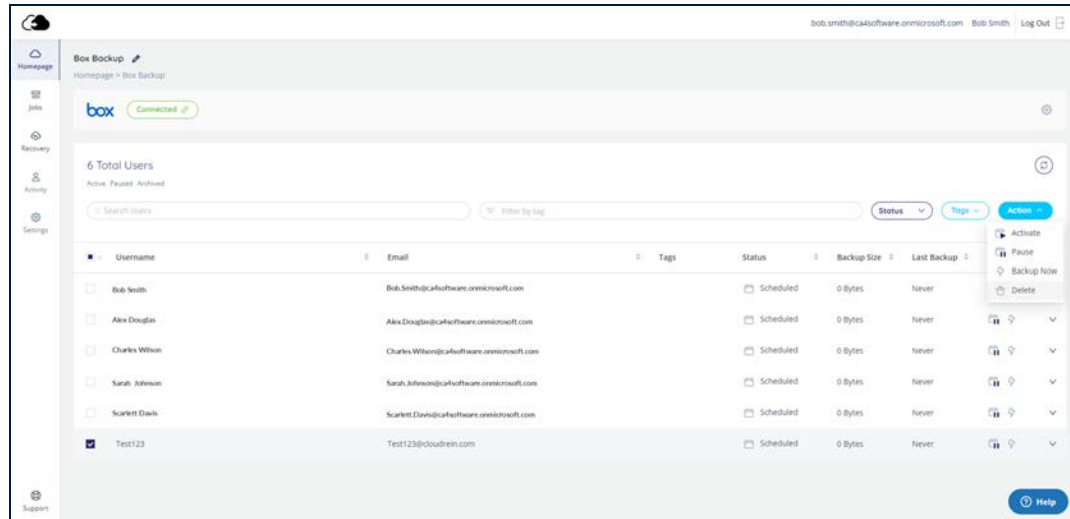 bob.smith@ca4software.onmicrosoft.com Bob Smith Log Out
Homepage
Jobs
Recovery
Activity
Settings
Support
Box Backup
Homepage > Box Backup
box Connected
6 Total Users
Active Paused Archived
Search Users Filter by tag Status Tags Action
Activate
Pause
Backup Now
Delete
Username Email Tags Status Backup Size Last Backup
Bob Smith Bob.Smith@ca4software.onmicrosoft.com Scheduled 0 Bytes Never
Alex Douglas Alex.Douglas@ca4software.onmicrosoft.com Scheduled 0 Bytes Never
Charles Wilson Charles.Wilson@ca4software.onmicrosoft.com Scheduled 0 Bytes Never
Sarah Johnson Sarah.Johnson@ca4software.onmicrosoft.com Scheduled 0 Bytes Never
Scarlett Davis Scarlett.Davis@ca4software.onmicrosoft.com Scheduled 0 Bytes Never
Test123 Test123@cloudrein.com Scheduled 0 Bytes Never
Help